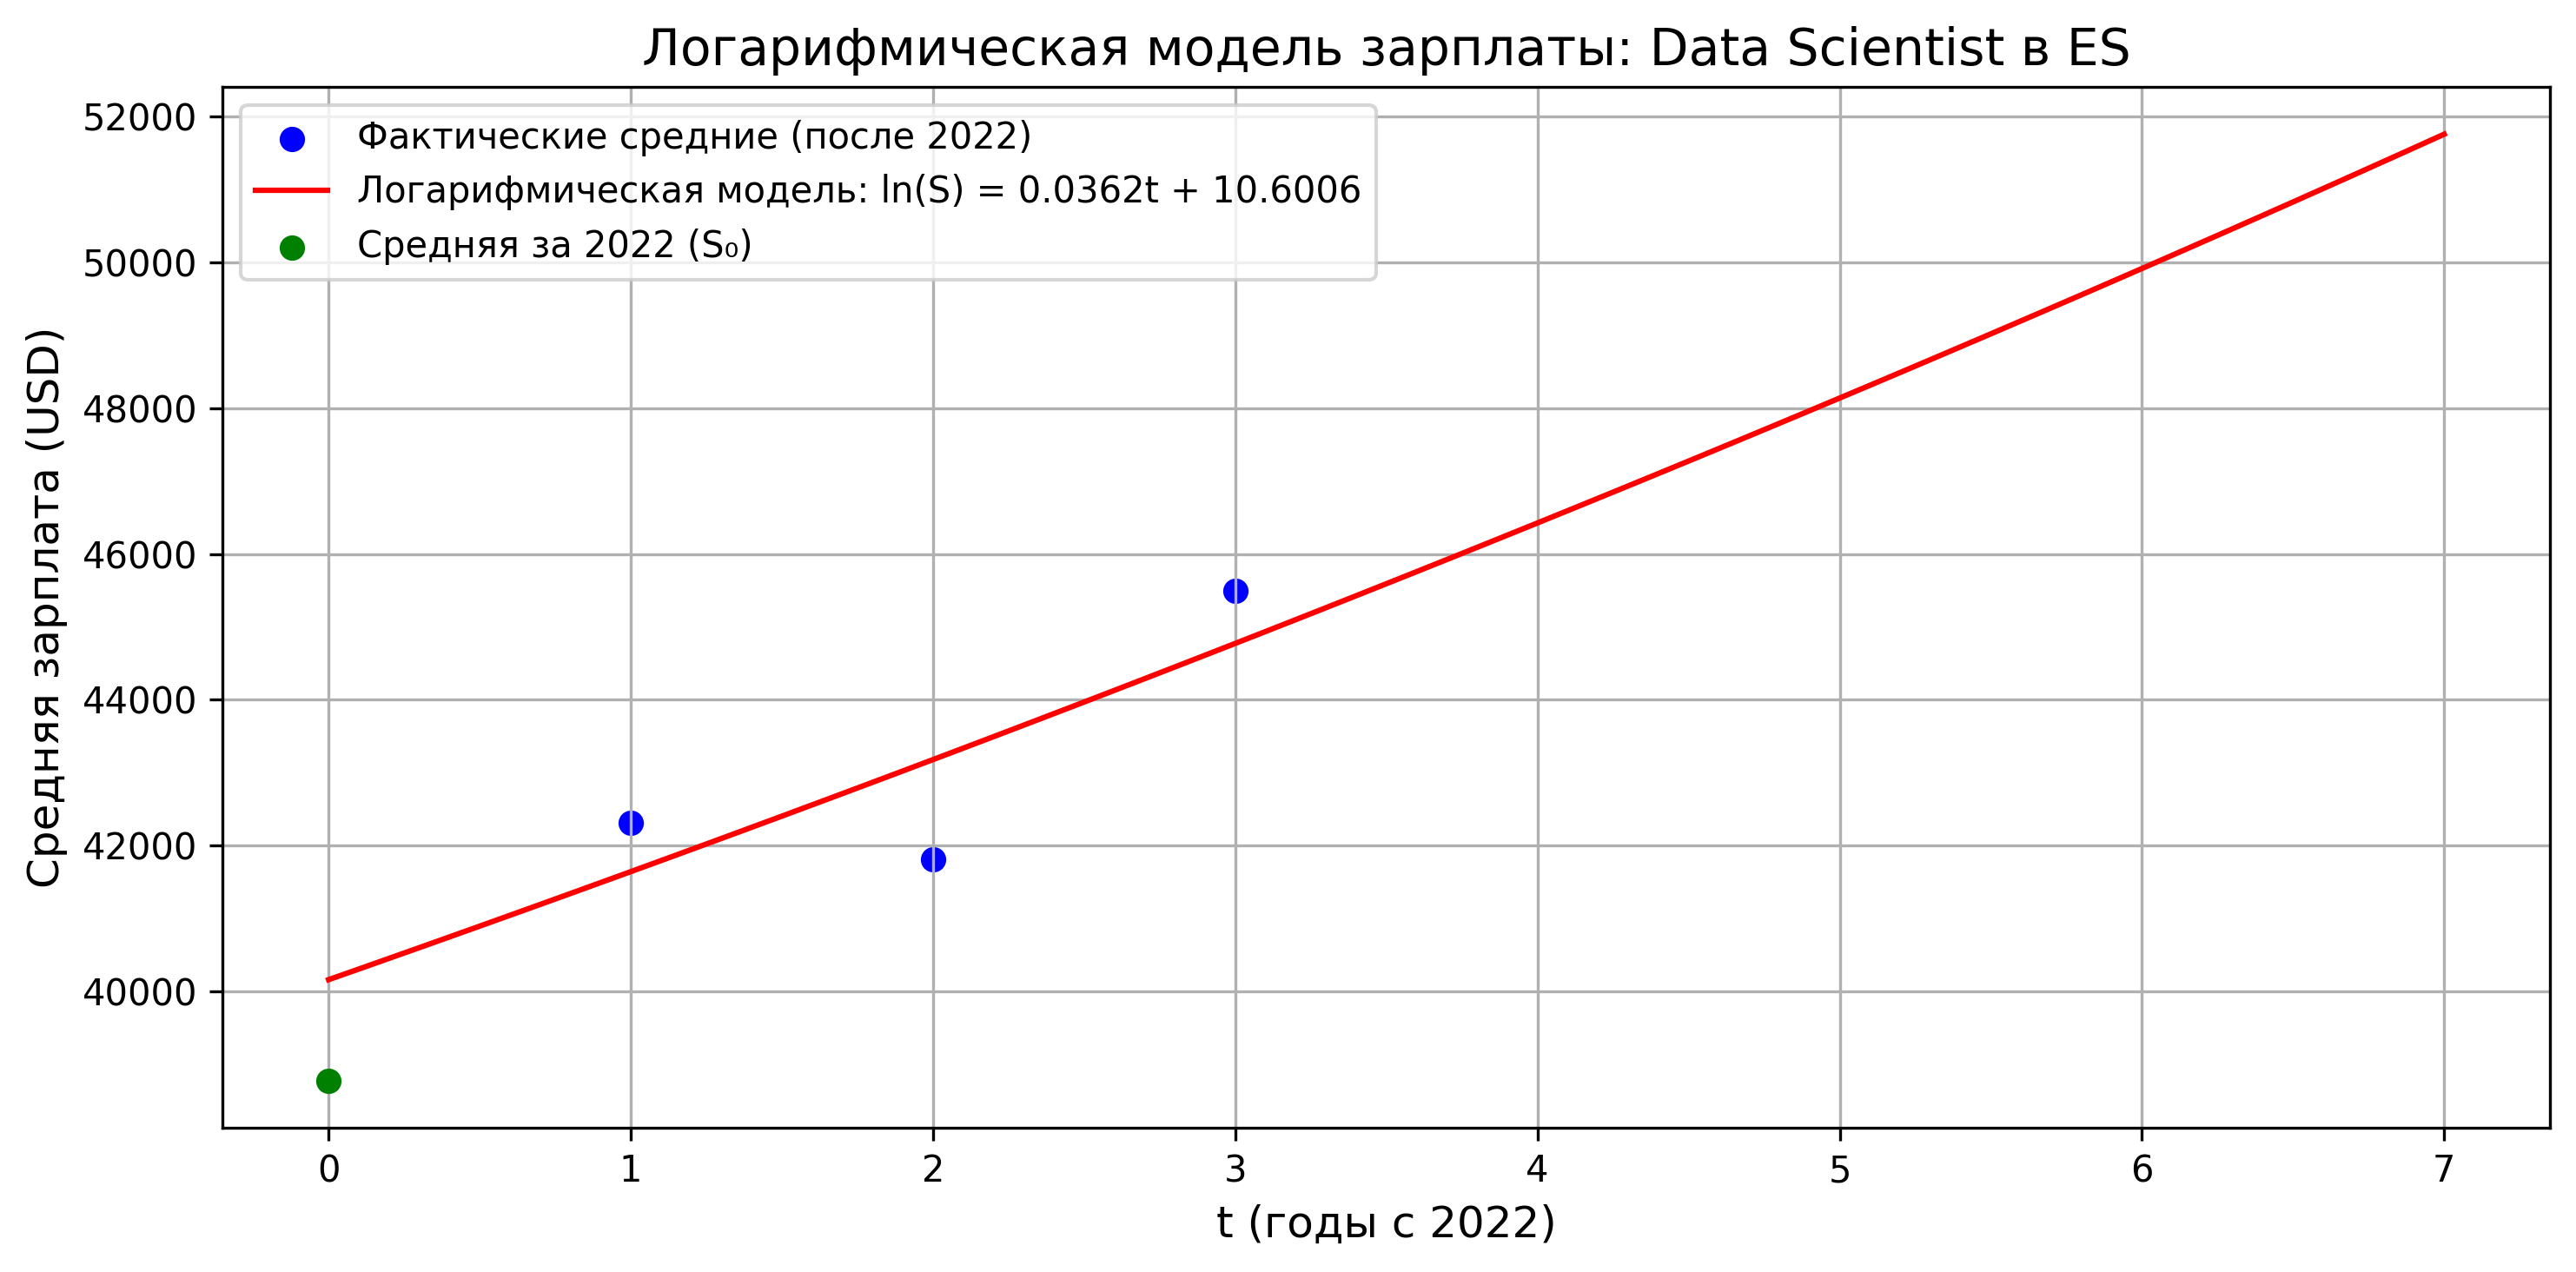 Логарифмическая модель зарплаты: Data Scientist в ES
Средняя зарплата (USD)
52000
50000
48000
46000
44000
42000
40000
Фактические средние (после 2022)
Логарифмическая модель: ln(S) = 0.0362t + 10.6006
Средняя за 2022 (S₀)
0 1 2 3 4 5 6 7
t (годы с 2022)